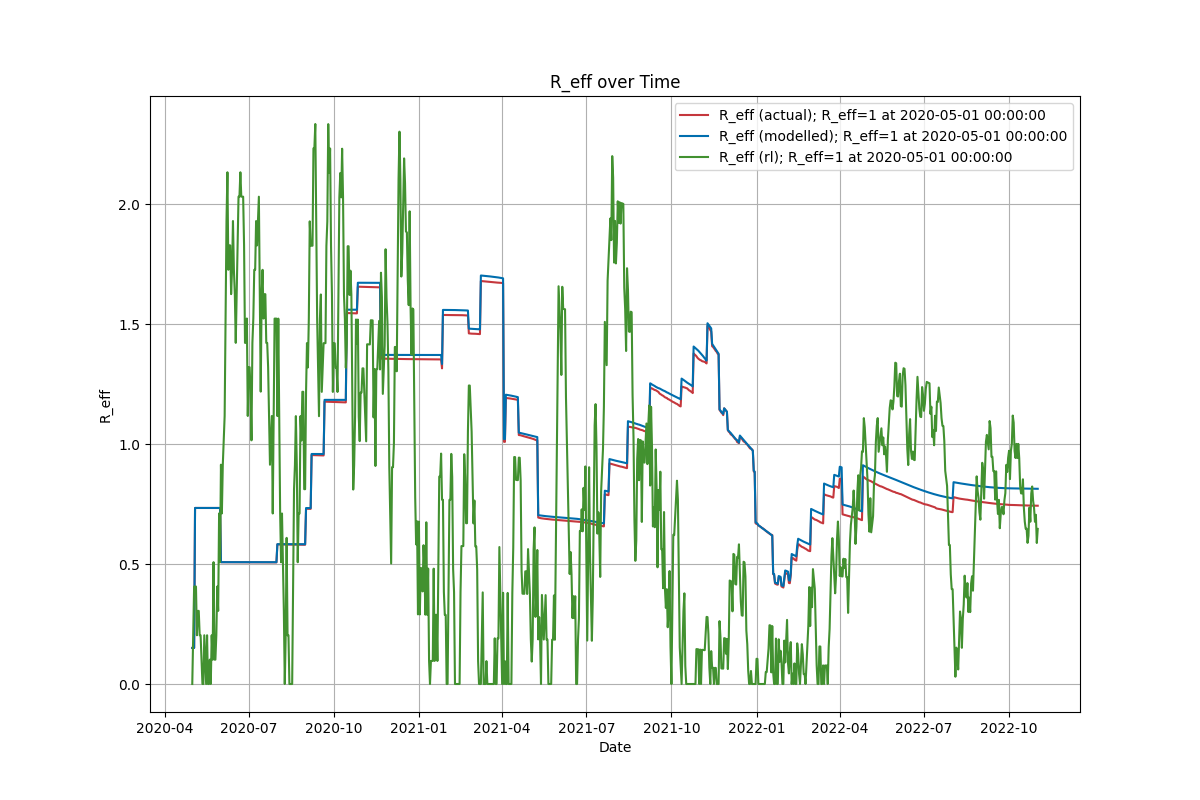 R_eff over Time
R_eff (actual); R_eff=1 at 2020-05-01 00:00:00
R_eff (modelled); R_eff=1 at 2020-05-01 00:00:00
R_eff (rl); R_eff=1 at 2020-05-01 00:00:00
2.0
1.5
1.0
0.5
0.0
R_eff
2020-04 2020-07 2020-10 2021-01 2021-04 2021-07 2021-10 2022-01 2022-04 2022-07 2022-10
Date